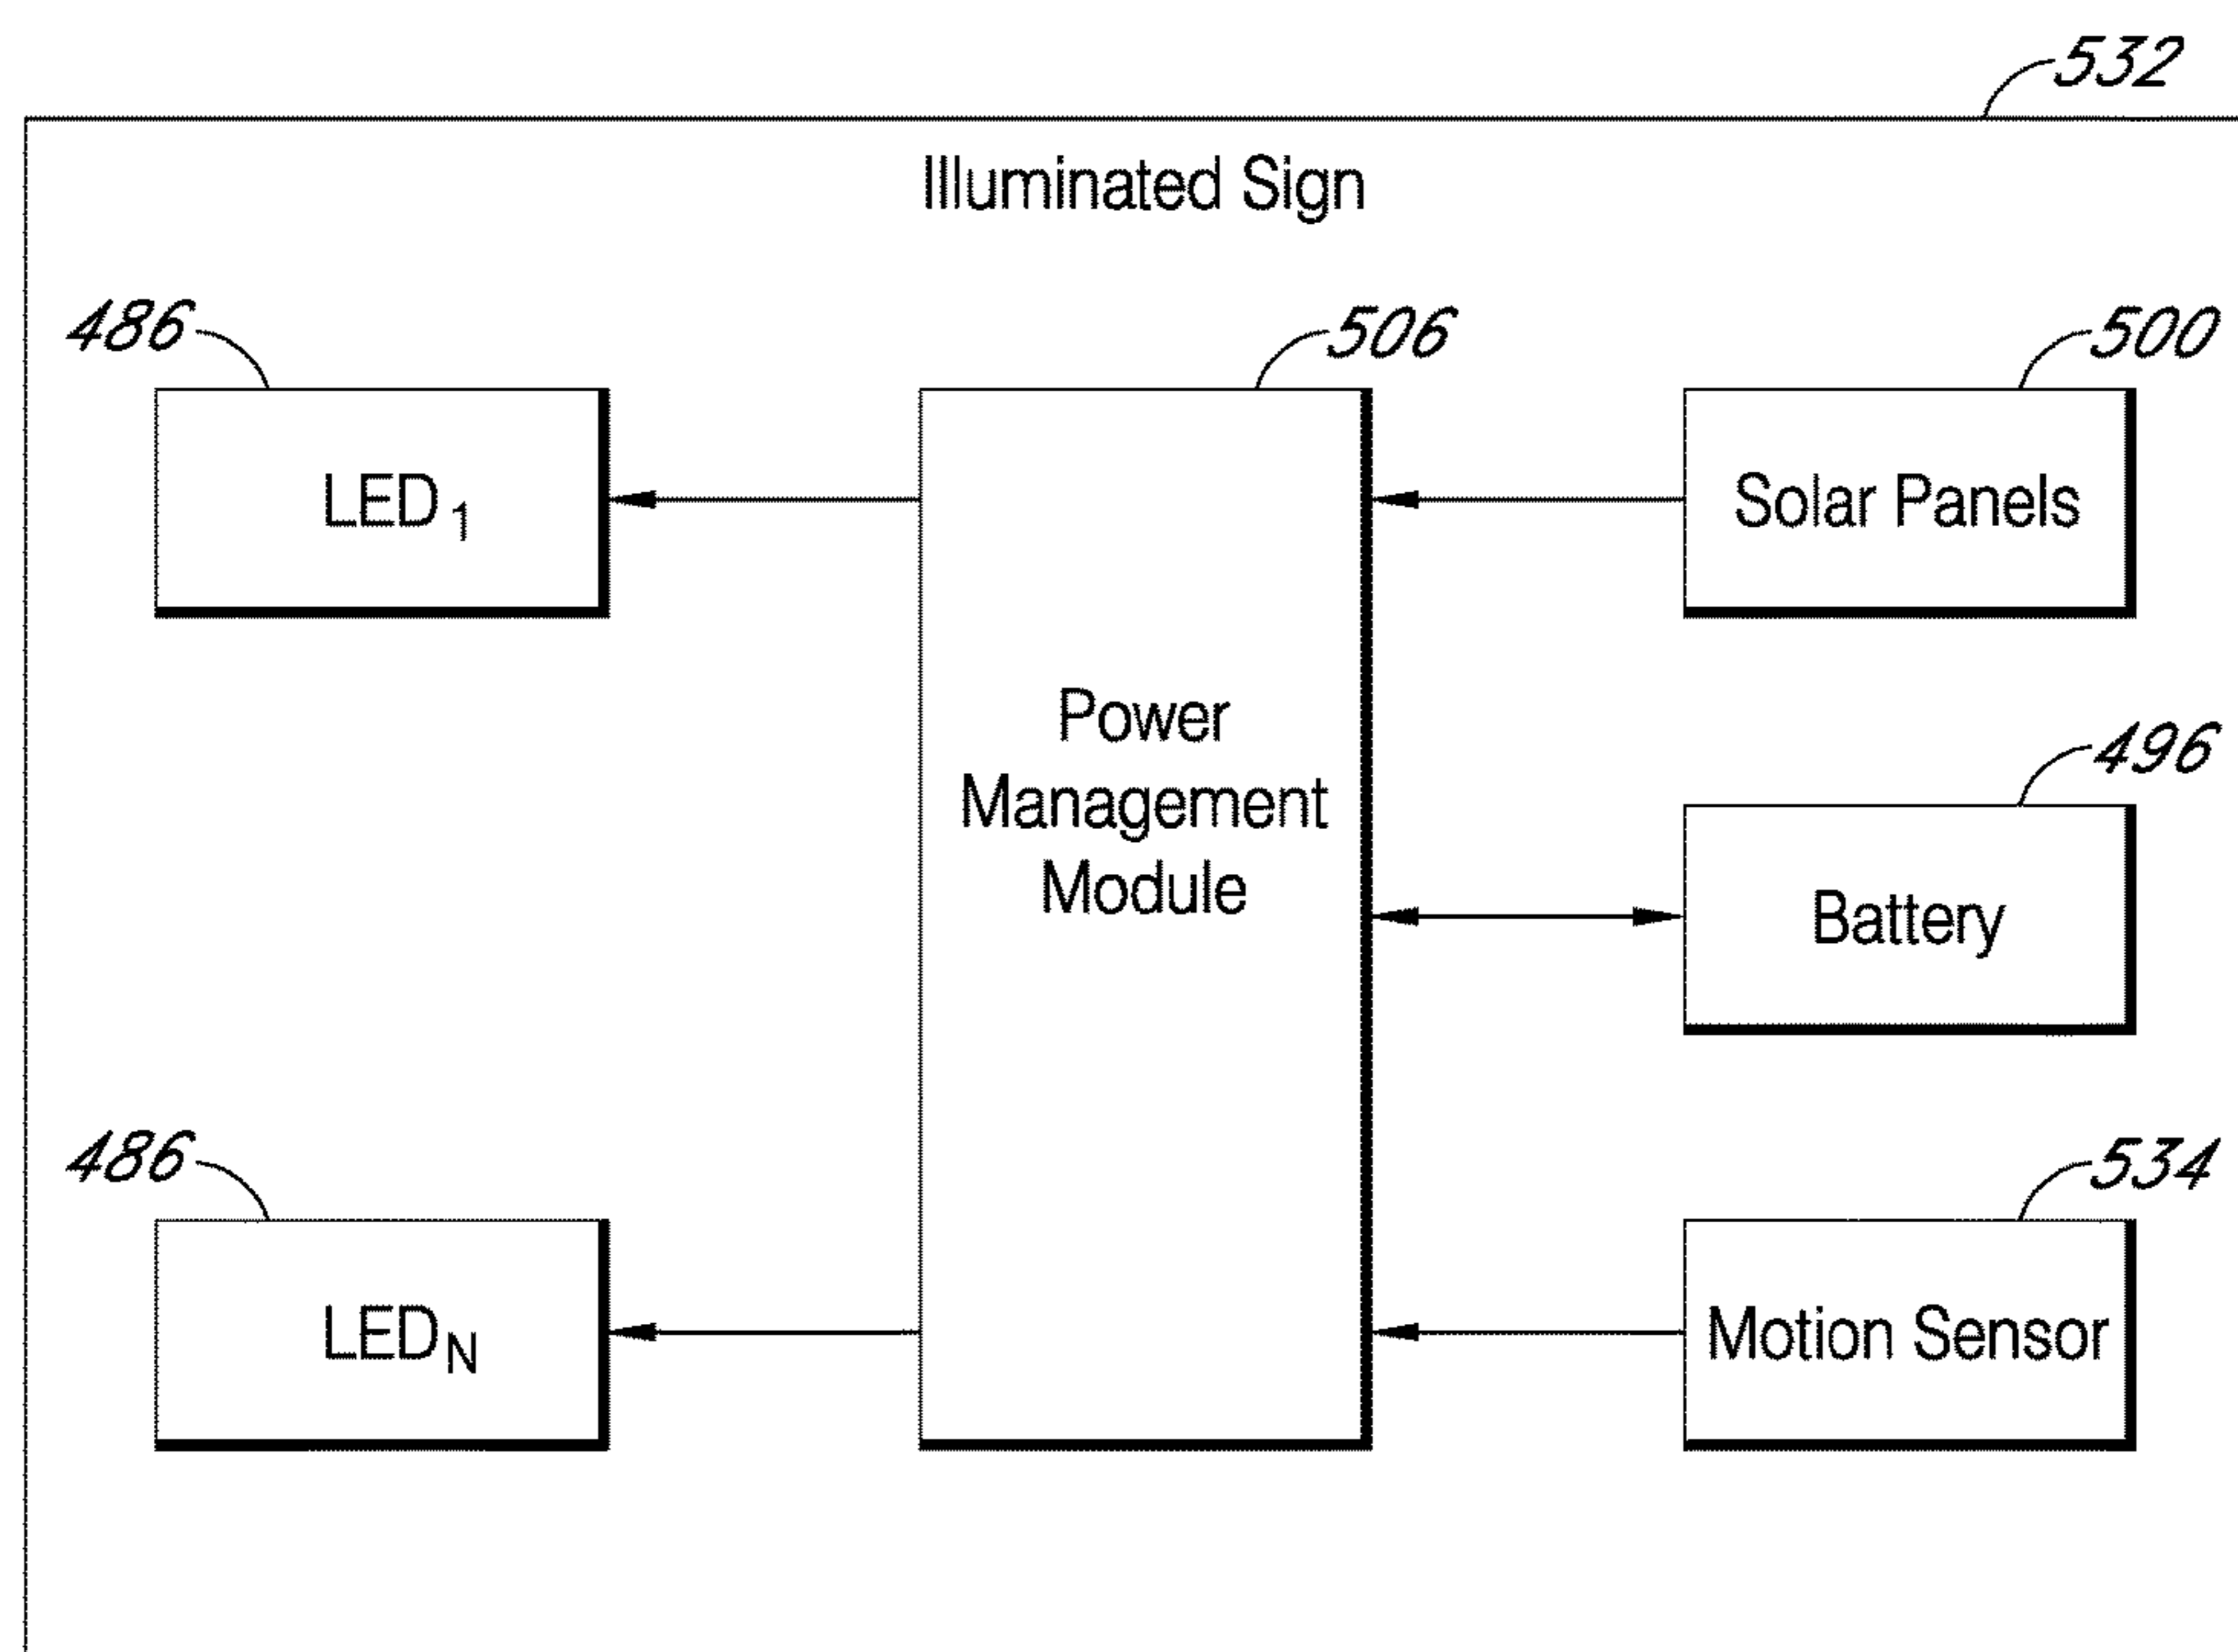 532
Illuminated Sign
486
506
500
LED₁
Solar Panels
Power
Management
Module
496
Battery
486
534
LEDN
Motion Sensor